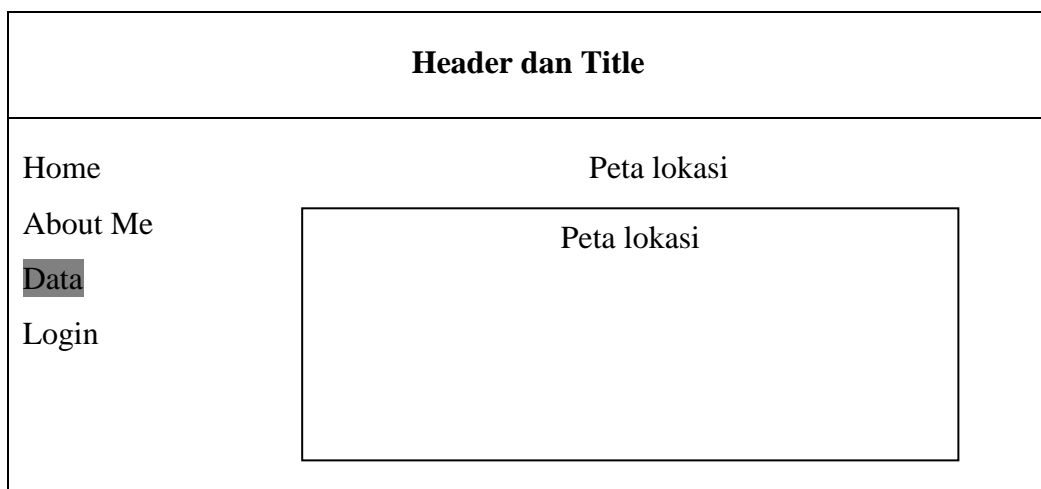 Header dan Title
Home
About Me
Data
Login
Peta lokasi
Peta lokasi